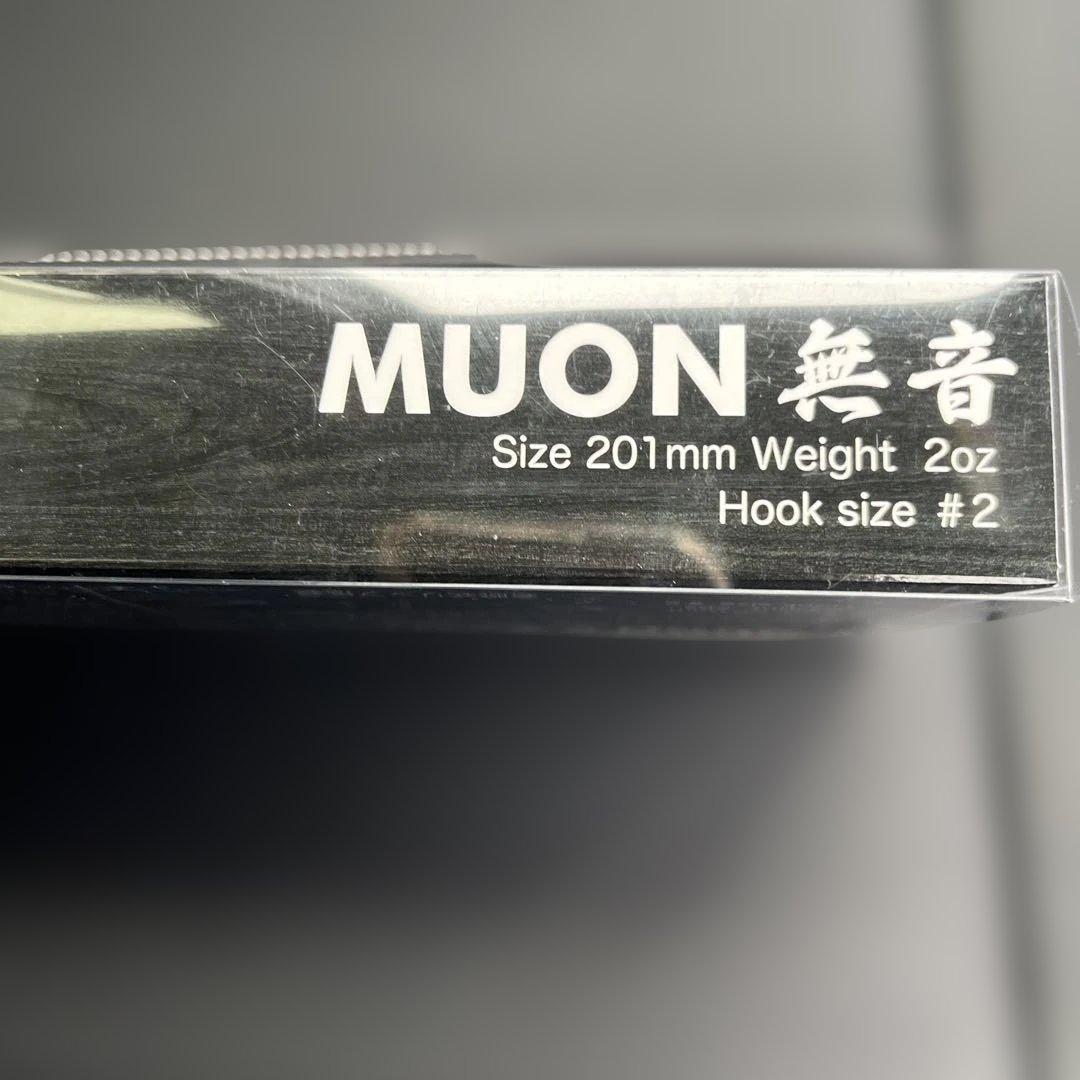 MUON 無音
Size 201mm Weight 2oz
Hook size #2